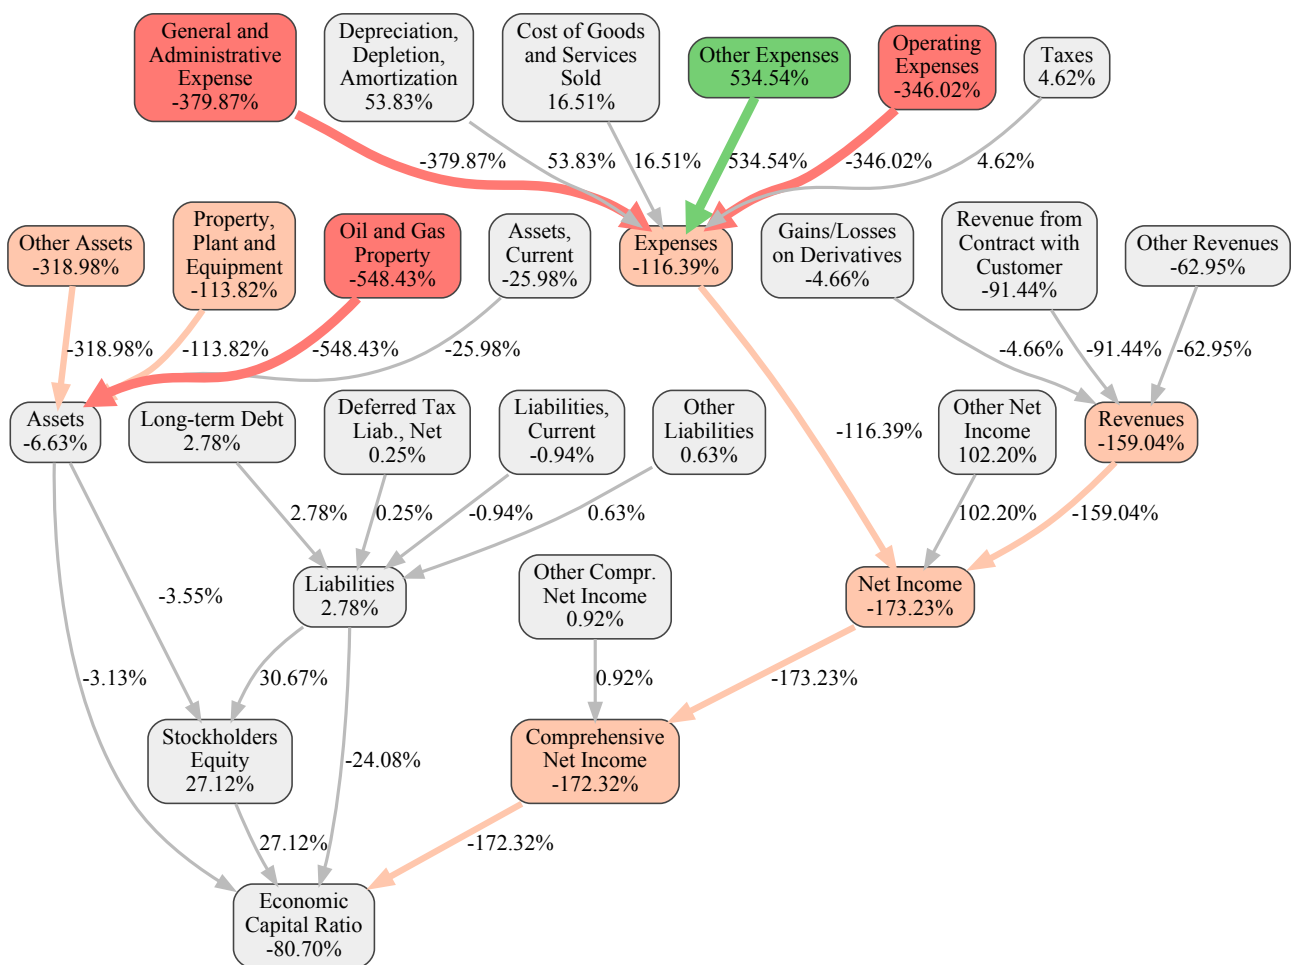 General and
Administrative
Expense
-379.87%
Depreciation,
Depletion,
Amortization
53.83%
Cost of Goods
and Services
Sold
16.51%
Other Expenses
534.54%
Operating
Expenses
-346.02%
Taxes
4.62%
-379.87%
53.83%
16.51%
534.54%
-346.02%
4.62%
Other Assets
-318.98%
Property,
Plant and
Equipment
-113.82%
Oil and Gas
Property
-548.43%
Assets,
Current
-25.98%
Expenses
-116.39%
Gains/Losses
on Derivatives
-4.66%
Revenue from
Contract with
Customer
-91.44%
Other Revenues
-62.95%
-318.98%
-113.82%
-548.43%
-25.98%
-4.66%
-91.44%
-62.95%
Assets
-6.63%
Long-term Debt
2.78%
Deferred Tax
Liab., Net
0.25%
Liabilities,
Current
-0.94%
Other
Liabilities
0.63%
-116.39%
Other Net
Income
102.20%
Revenues
-159.04%
2.78%
0.25%
-0.94%
0.63%
102.20%
-159.04%
-3.55%
Liabilities
2.78%
Other Compr.
Net Income
0.92%
Net Income
-173.23%
-3.13%
30.67%
0.92%
-173.23%
Stockholders
Equity
27.12%
-24.08%
Comprehensive
Net Income
-172.32%
27.12%
-172.32%
Economic
Capital Ratio
-80.70%